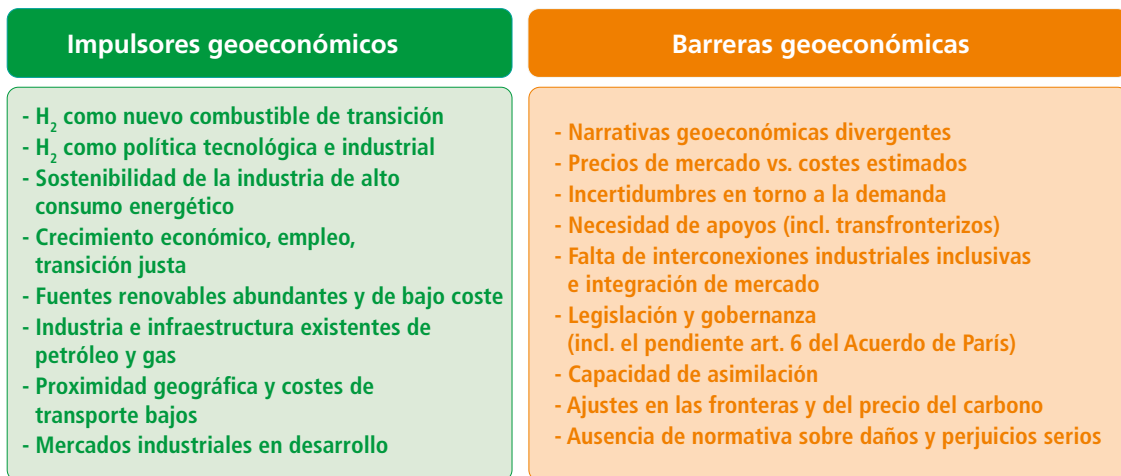 Impulsores geoeconómicos
- H₂ como nuevo combustible de transición
- H₂ como política tecnológica e industrial
- Sostenibilidad de la industria de alto
consumo energético
- Crecimiento económico, empleo,
transición justa
- Fuentes renovables abundantes y de bajo coste
- Industria e infraestructura existentes de
petróleo y gas
- Proximidad geográfica y costes de
transporte bajos
- Mercados industriales en desarrollo
Barreras geoeconómicas
- Narrativas geoeconómicas divergentes
- Precios de mercado vs. costes estimados
- Incertidumbres en torno a la demanda
- Necesidad de apoyos (incl. transfronterizos)
- Falta de interconexiones industriales inclusivas
e integración de mercado
- Legislación y gobernanza
(incl. el pendiente art. 6 del Acuerdo de París)
- Capacidad de asimilación
- Ajustes en las fronteras y del precio del carbono
- Ausencia de normativa sobre daños y perjuicios serios